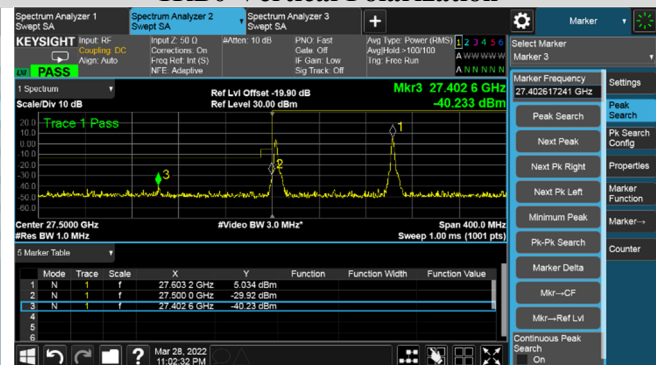 Spectrum Analyzer 1
Swept SA
Spectrum Analyzer 2
Swept SA
Spectrum Analyzer 3
Swept SA
+
Marker
KEYSIGHT
Input: RF
Coupling: DC
Align: Auto
Input Z: 50 Ω
Corrections: On
Freq Ref: Int (S)
NFE: Adaptive
#Atten: 10 dB
PNO: Fast
Gate: Off
IF Gain: Low
Sig Track: Off
Avg Type: Power (RMS)
Avg|Hold:>100/100
Trig: Free Run
1 2 3 4 5 6
A W W W W W
A N N N N N
PASS
Select Marker
Marker 3
1 Spectrum
Scale/Div 10 dB
Ref Lvl Offset -19.90 dB
Ref Level 30.00 dBm
Mkr3 27.402 6 GHz
-40.233 dBm
Trace 1 Pass
20.0
10.0
0.00
-10.0
20.0
30.0
40.0
50.0
60.0
1
2
3
Center 27.5000 GHz
#Res BW 1.0 MHz
#Video BW 3.0 MHz*
Span 400.0 MHz
Sweep 1.00 ms (1001 pts)
5 Marker Table
Mode Trace Scale X Y Function Function Width Function Value
1 N 1 f 27.603 2 GHz 5.034 dBm
2 N 1 f 27.500 0 GHz -29.92 dBm
3 N 1 f 27.402 6 GHz -40.23 dBm
4
5
6
Marker Frequency
27.402617241 GHz
Peak Search
Next Peak
Next Pk Right
Next Pk Left
Minimum Peak
Pk-Pk Search
Marker Delta
Mkr→CF
Mkr→Ref Lvl
Continuous Peak
Search
On
Settings
Peak
Search
Pk Search
Config
Properties
Marker
Function
Marker→
Counter
?
Mar 28, 2022
11:02:32 PM